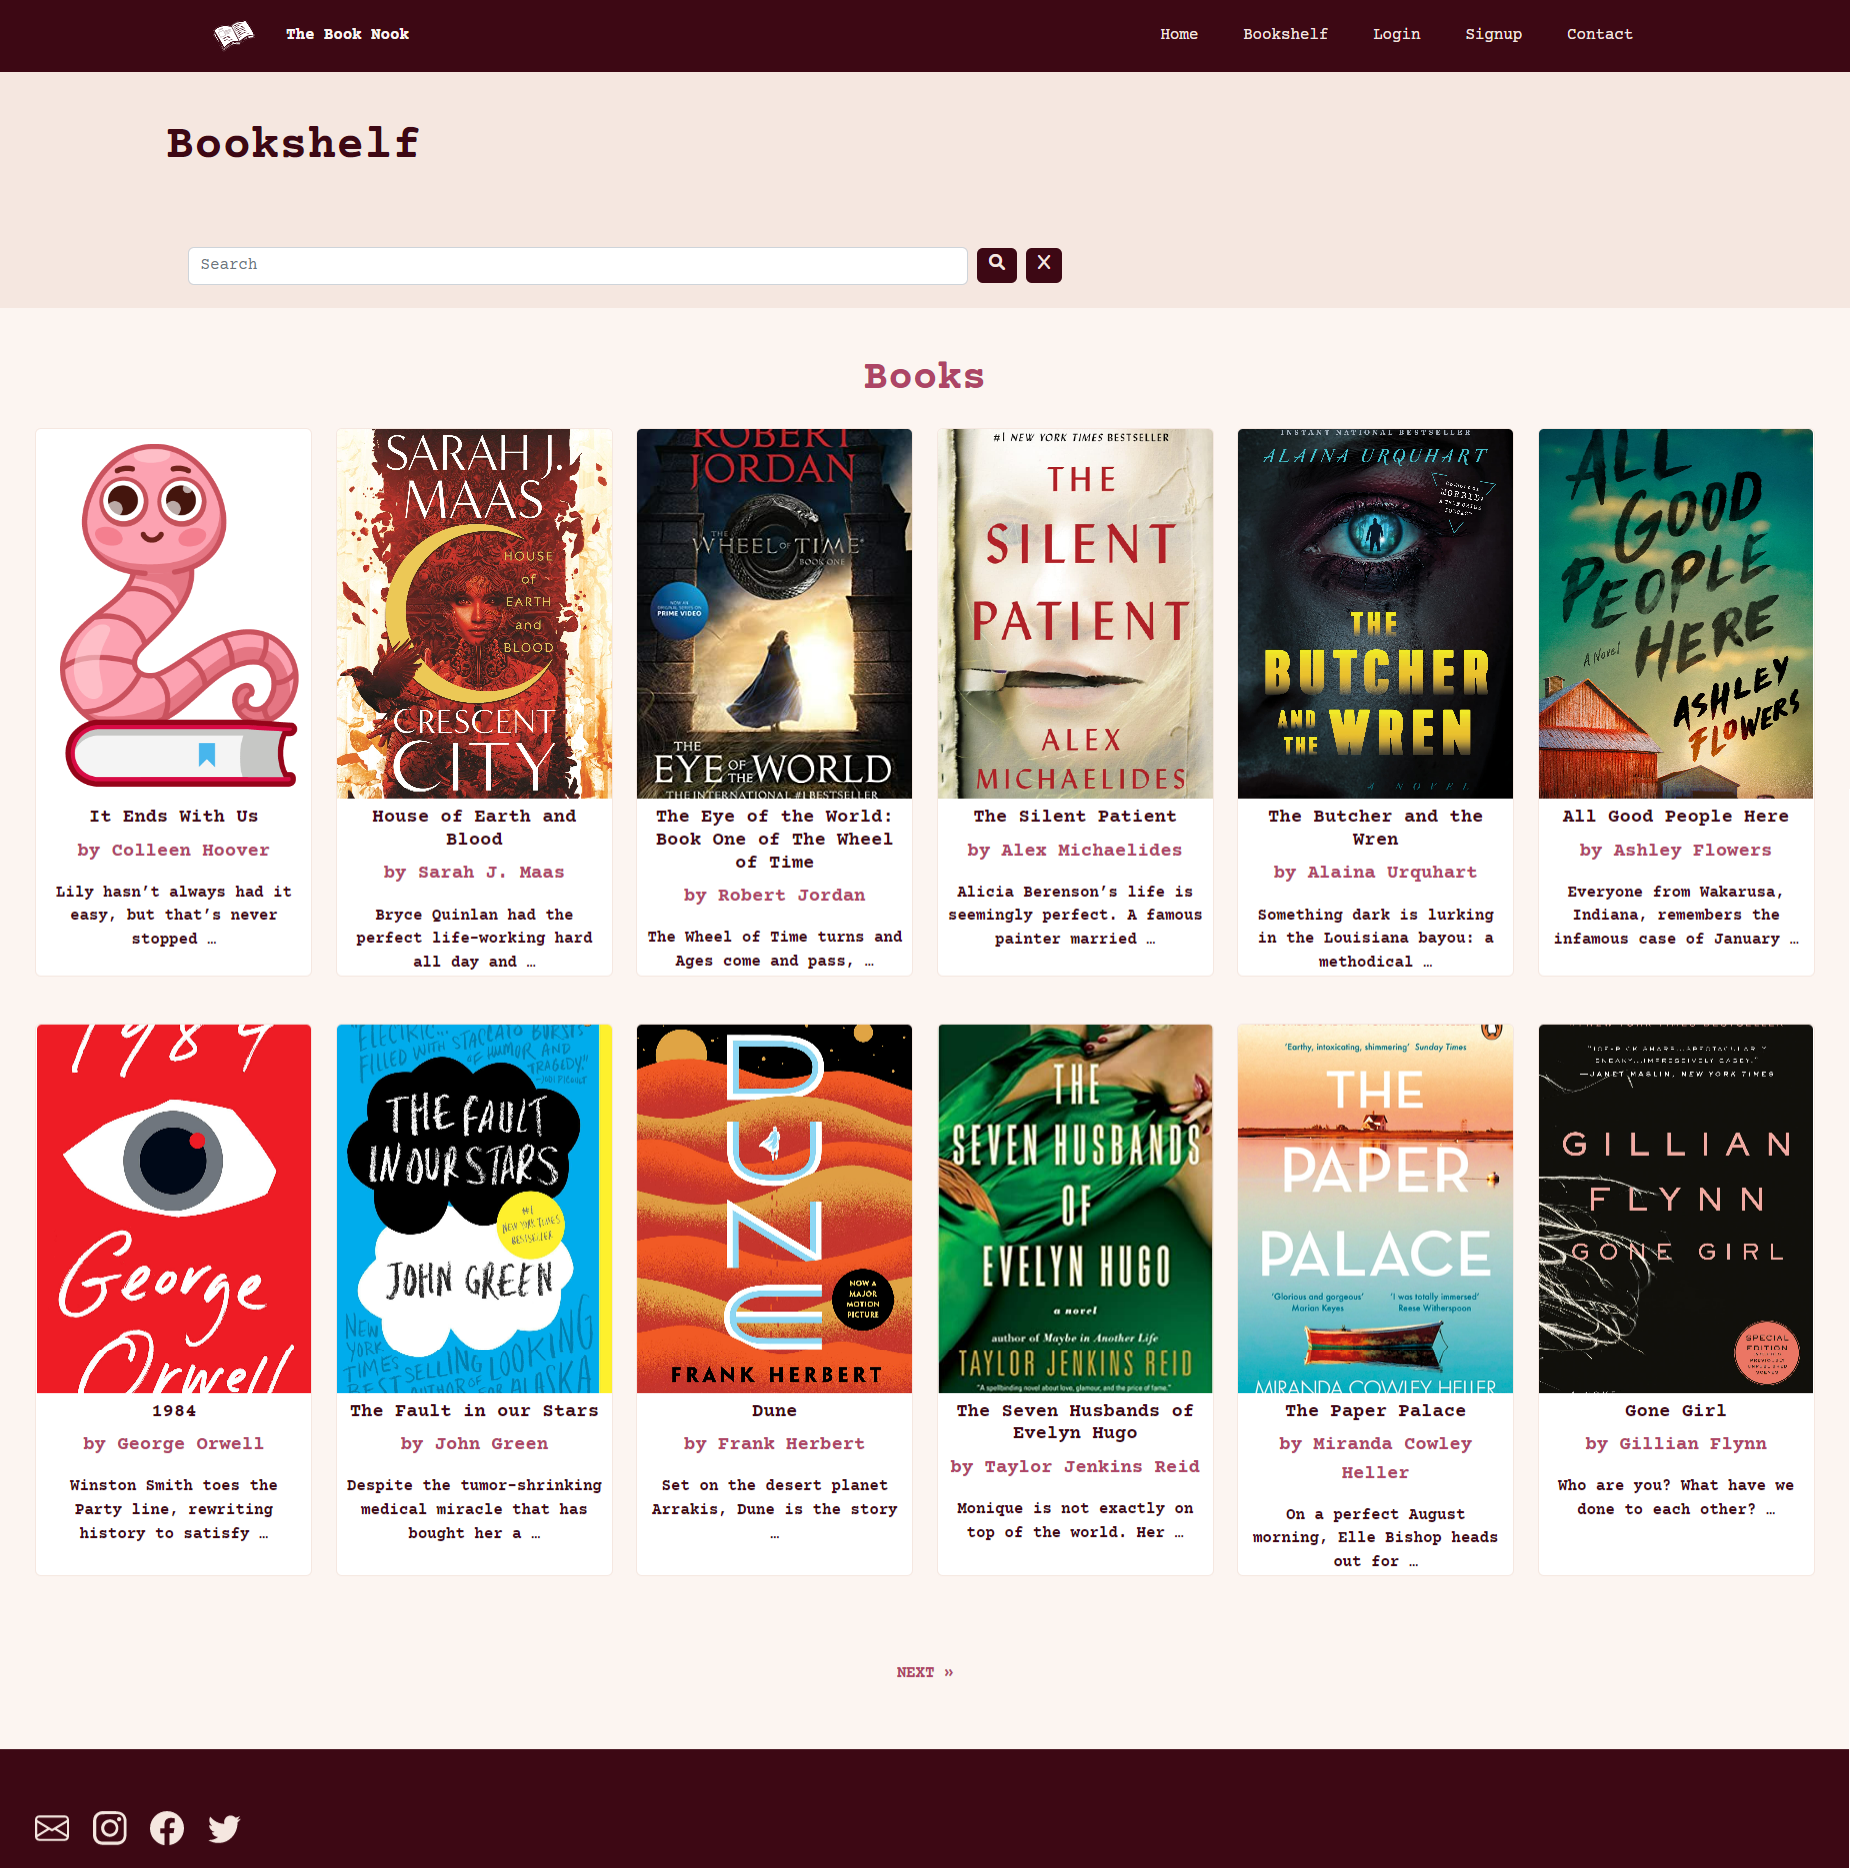 The Book Nook
Home Bookshelf Login Signup Contact
Bookshelf
Search
X
Books
SARAH J.
MAAS
HOUSE
of
EARTH
and
BLOOD
CRESCENT
CITY
ROBERT
JORDAN
THE
WHEEL OF TIME
BOOK ONE
NOW AN
ORIGINAL SERIES ON
PRIME VIDEO
THE
EYE OF THE WORLD
THE INTERNATIONAL #1 BESTSELLER
#1 NEW YORK TIMES BESTSELLER
THE
SILENT
PATIENT
ALEX
MICHAELIDES
INSTANT NATIONAL BESTSELLER
ALAINA URQUHART
THE
BUTCHER
AND THE WREN
A NOVEL
ALL
GOOD
PEOPLE
HERE
A Novel
ASHLEY
FLOWERS
It Ends With Us
by Colleen Hoover
Lily hasn’t always had it
easy, but that’s never
stopped …
House of Earth and
Blood
by Sarah J. Maas
Bryce Quinlan had the
perfect life-working hard
all day and …
The Eye of the World:
Book One of The Wheel
of Time
by Robert Jordan
The Wheel of Time turns and
Ages come and pass, …
The Silent Patient
by Alex Michaelides
Alicia Berenson’s life is
seemingly perfect. A famous
painter married …
The Butcher and the
Wren
by Alaina Urquhart
Something dark is lurking
in the Louisiana bayou: a
methodical …
All Good People Here
by Ashley Flowers
Everyone from Wakarusa,
Indiana, remembers the
infamous case of January …
1984
George
Orwell
"ELECTRIC... STACCATO BURSTS
FILLED WITH
OF HUMOR AND
TRAGEDY."
—JODI PICOULT
THE FAULT
IN OUR STARS
#1
NEW YORK TIMES
BESTSELLER
JOHN GREEN
NEW
YORK
TIMES
BESTSELLING
AUTHOR OF
LOOKING
FOR ALASKA
DUNE
NOW A
MAJOR
MOTION
PICTURE
FRANK HERBERT
THE
SEVEN HUSBANDS
OF
EVELYN HUGO
a novel
author of Maybe in Another Life
TAYLOR JENKINS REID
"A spellbinding novel about love, glamour, and the price of fame."
‘Earthy, intoxicating, shimmering’ Sunday Times
THE
PAPER
PALACE
‘Glorious and gorgeous’
Marian Keyes
‘I was totally immersed’
Reese Witherspoon
MIRANDA COWLEY HELLER
—JANET MASLIN, NEW YORK TIMES
GILLIAN
FLYNN
GONE GIRL
SPECIAL
EDITION
1984
by George Orwell
Winston Smith toes the
Party line, rewriting
history to satisfy …
The Fault in our Stars
by John Green
Despite the tumor-shrinking
medical miracle that has
bought her a …
Dune
by Frank Herbert
Set on the desert planet
Arrakis, Dune is the story
…
The Seven Husbands of
Evelyn Hugo
by Taylor Jenkins Reid
Monique is not exactly on
top of the world. Her …
The Paper Palace
by Miranda Cowley
Heller
On a perfect August
morning, Elle Bishop heads
out for …
Gone Girl
by Gillian Flynn
Who are you? What have we
done to each other? …
NEXT »